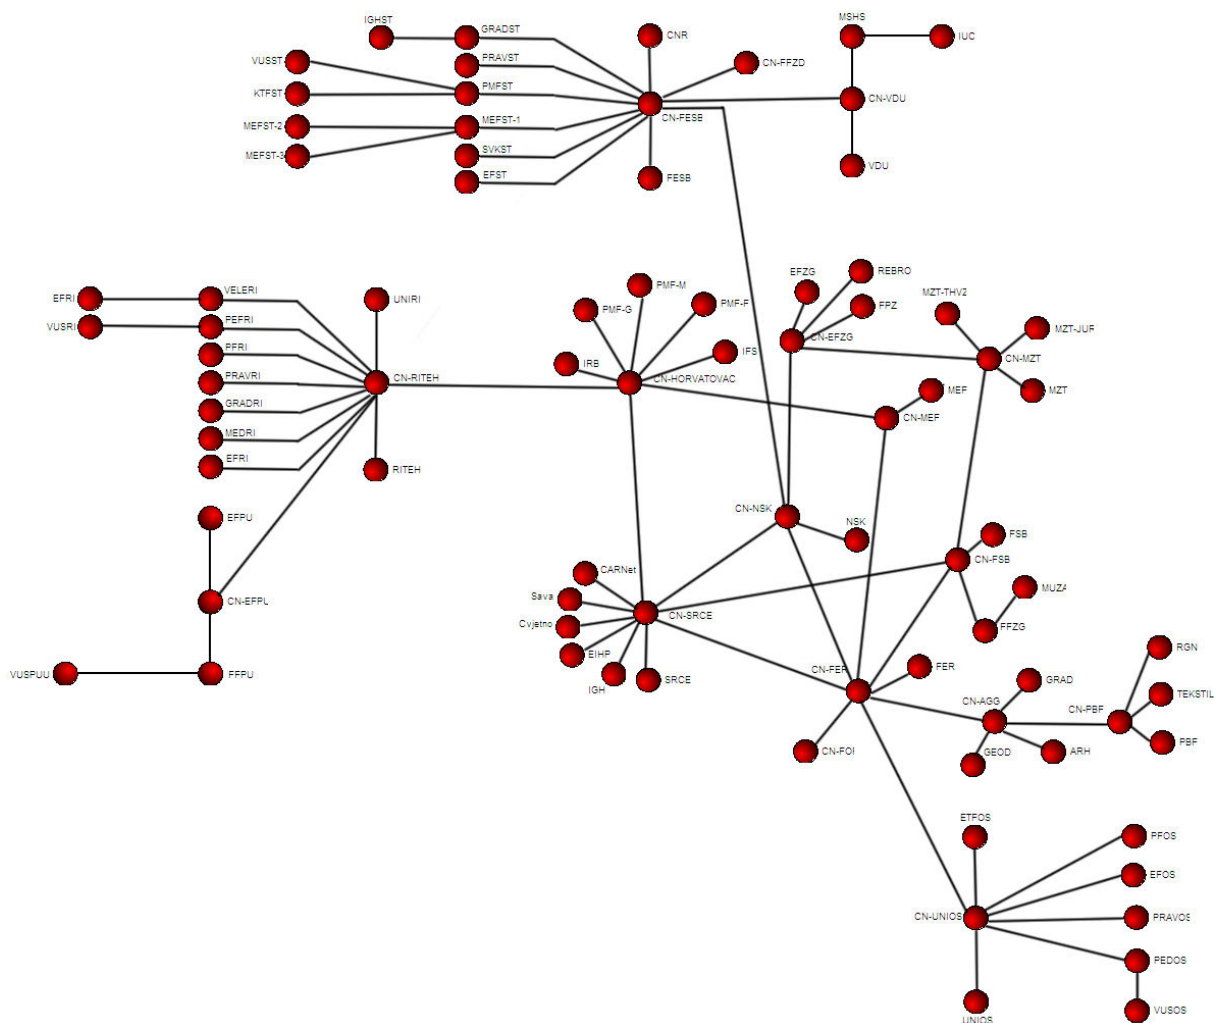 IGHST
GRADST
CNR
MSHS
IUC
VUSST
PRAVST
CN-FFZD
KTFST
PMFST
CN-VDU
MEFST-2
MEFST-1
CN-FESB
MEFST-3
SVKST
VDU
EFST
FESB
EFRI
VELERI
UNIRI
PMF-M
EFZG
REBRO
MZT-THV2
VUSRI
PEFRI
PMF-G
PMF-F
FPZ
MZT-JUR
PFRI
CN-EFZG
IRB
IFS
CN-MZT
PRAVRI
CN-RITEH
CN-HORVATOVAC
MEF
MZT
GRADRI
CN-MEF
MEDRI
EFRI
RITEH
EFPU
CN-NSK
NSK
FSB
CN-FSB
CARNet
MUZA
Sava
CN-EFPU
CN-SRCE
Cvjetno
FFZG
EIHP
RGN
VUSPUU
FFPU
IGH
SRCE
CN-FER
FER
GRAD
TEKSTIL
CN-AGG
CN-PBF
CN-FOI
GEOD
ARH
PBF
ETFOS
PFOS
EFOS
CN-UNIOS
PRAVOS
PEDOS
UNIOS
VUSOS